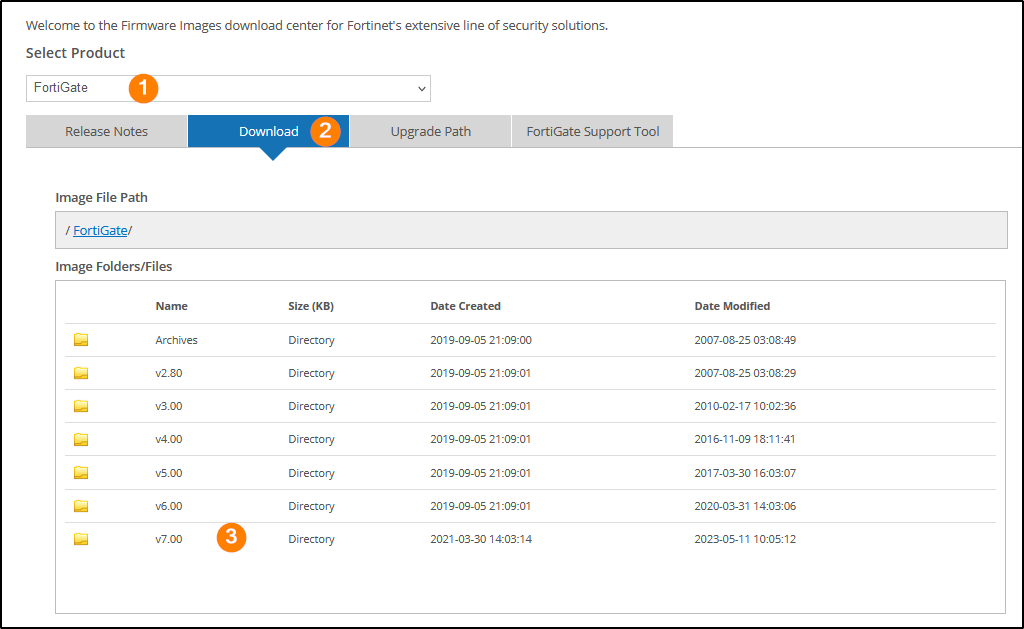 Welcome to the Firmware Images download center for Fortinet's extensive line of security solutions.
Select Product
FortiGate 1
Release Notes Download 2 Upgrade Path FortiGate Support Tool
Image File Path
/ FortiGate/
Image Folders/Files
Name Size (KB) Date Created Date Modified
Archives Directory 2019-09-05 21:09:00 2007-08-25 03:08:49
v2.80 Directory 2019-09-05 21:09:01 2007-08-25 03:08:29
v3.00 Directory 2019-09-05 21:09:01 2010-02-17 10:02:36
v4.00 Directory 2019-09-05 21:09:01 2016-11-09 18:11:41
v5.00 Directory 2019-09-05 21:09:01 2017-03-30 16:03:07
v6.00 Directory 2019-09-05 21:09:01 2020-03-31 14:03:06
v7.00 3 Directory 2021-03-30 14:03:14 2023-05-11 10:05:12